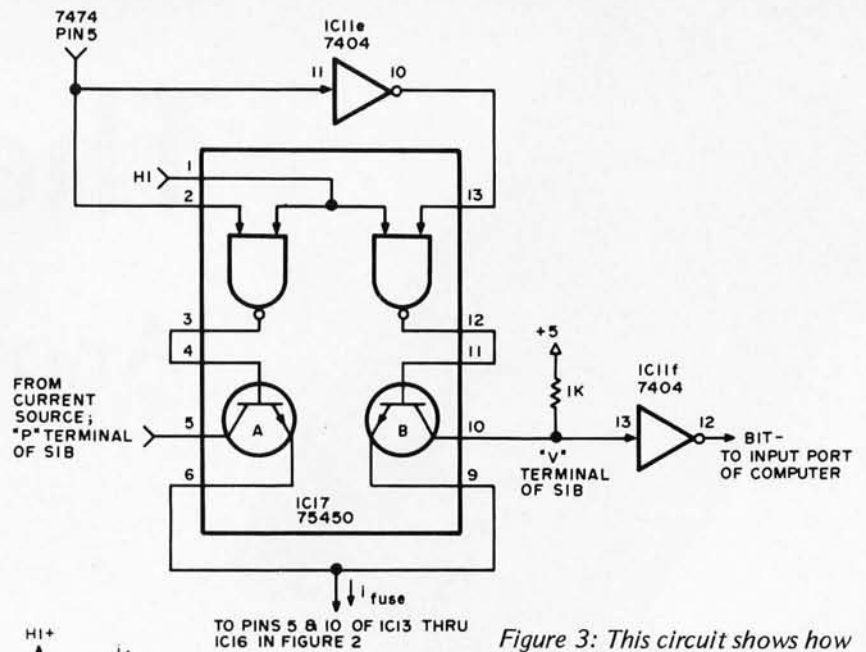 7474
PIN 5
IC11e
7404
11
10
1
HI
2
13
3
12
4
11
+5
1K
IC11f
7404
FROM
CURRENT
SOURCE;
"P" TERMINAL
OF SIB
5
A
B
10
13
12
BIT-
TO INPUT PORT
OF COMPUTER
"V"
TERMINAL
OF SIB
6
9
IC17
75450
i fuse
TO PINS 5 & 10 OF IC13 THRU
IC16 IN FIGURE 2
HI+
Figure 3: This circuit shows how